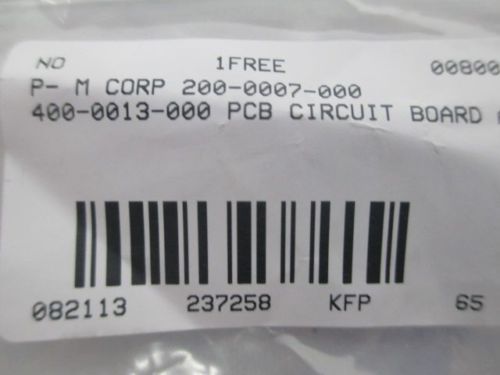 NO 1FREE 00800
P- M CORP 200-0007-000
400-0013-000 PCB CIRCUIT BOARD
082113 237258 KFP 65